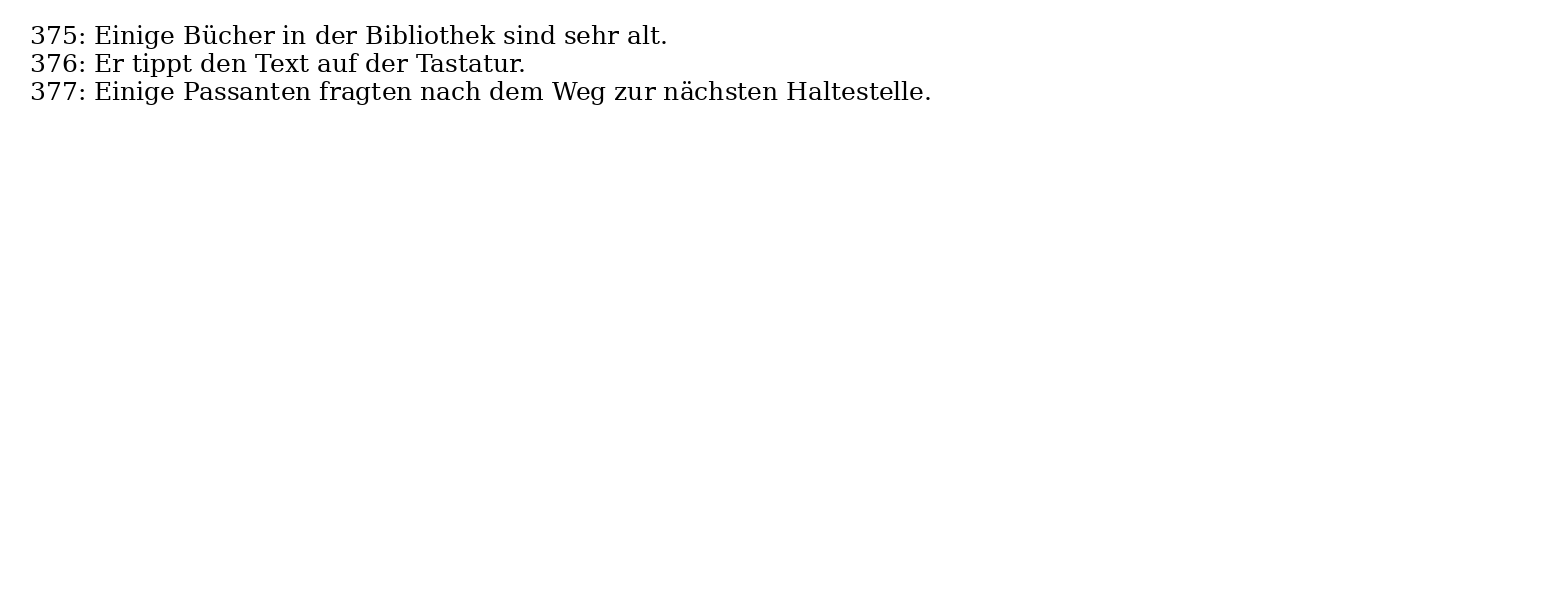 375: Einige Bücher in der Bibliothek sind sehr alt.
376: Er tippt den Text auf der Tastatur.
377: Einige Passanten fragten nach dem Weg zur nächsten Haltestelle.